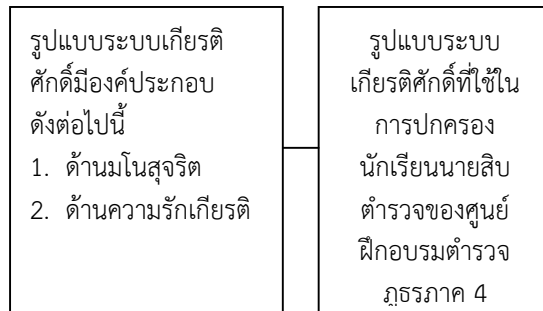 รูปแบบระบบเกียรติ
ศักดิ์มีองค์ประกอบ
ดังต่อไปนี้
1. ด้านมโนสุจริต
2. ด้านความรักเกียรติ
รูปแบบระบบ
เกียรติศักดิ์ที่ใช้ใน
การปกครอง
นักเรียนนายสิบ
ตำรวจของศูนย์
ฝึกอบรมตำรวจ
ภูธรภาค 4